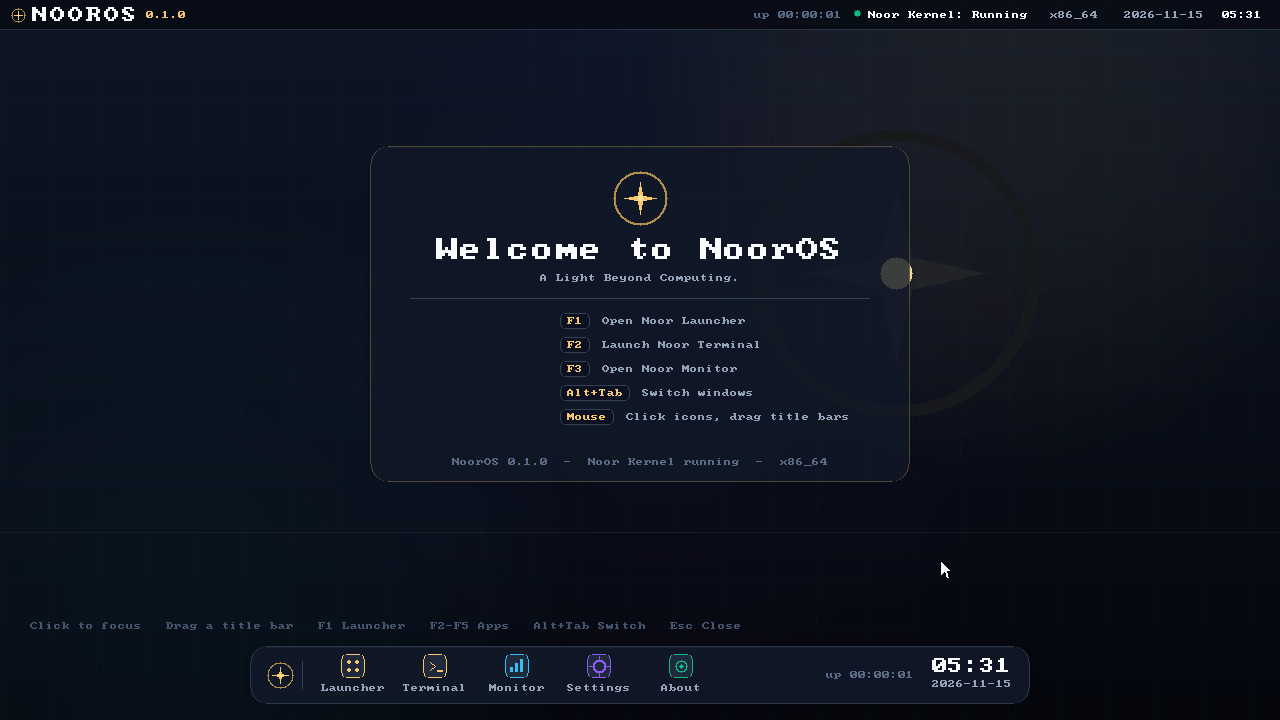 NOOROS 0.1.0 up 00:00:01 Noor Kernel: Running x86_64 2026-11-15 05:31
Welcome to NoorOS
A Light Beyond Computing.
F1 Open Noor Launcher
F2 Launch Noor Terminal
F3 Open Noor Monitor
Alt+Tab Switch windows
Mouse Click icons, drag title bars
NoorOS 0.1.0 – Noor Kernel running – x86_64
Click to focus Drag a title bar F1 Launcher F2-F5 Apps Alt+Tab Switch Esc Close
Launcher Terminal Monitor Settings About
up 00:00:01
05:31
2026-11-15